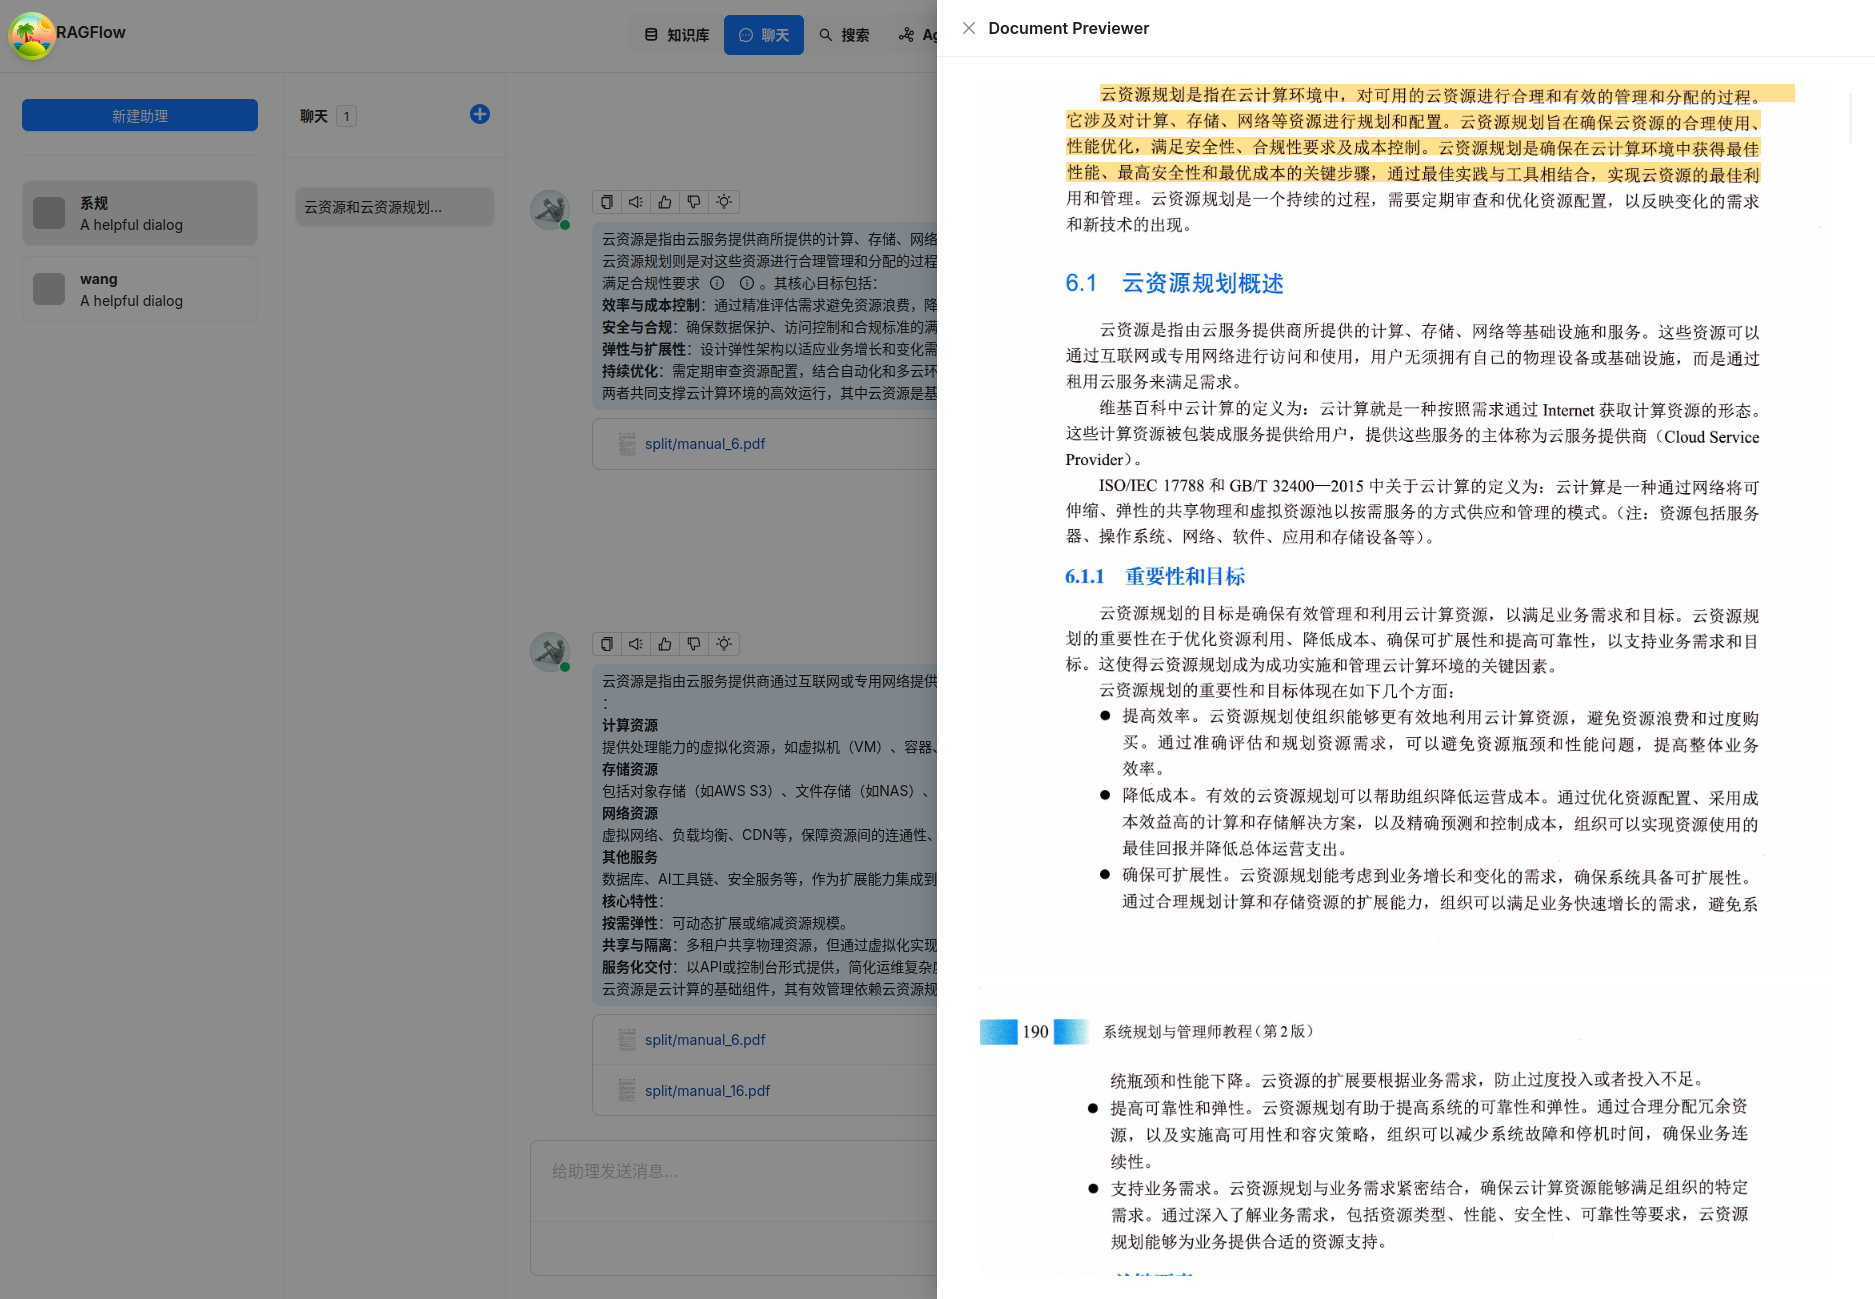 RAGFlow
知识库
聊天
搜索
新建助理
系规
A helpful dialog
wang
A helpful dialog
聊天 1
云资源和云资源规划...
云资源是指由云服务提供商所提供的计算、存储、网络
云资源规划则是对这些资源进行合理管理和分配的过程
满足合规性要求 。其核心目标包括：
效率与成本控制：通过精准评估需求避免资源浪费，降
安全与合规：确保数据保护、访问控制和合规标准的满
弹性与扩展性：设计弹性架构以适应业务增长和变化需
持续优化：需定期审查资源配置，结合自动化和多云环
两者共同支撑云计算环境的高效运行，其中云资源是基
split/manual_6.pdf
云资源是指由云服务提供商通过互联网或专用网络提供
：
计算资源
提供处理能力的虚拟化资源，如虚拟机（VM）、容器、
存储资源
包括对象存储（如AWS S3）、文件存储（如NAS）、
网络资源
虚拟网络、负载均衡、CDN等，保障资源间的连通性、
其他服务
数据库、AI工具链、安全服务等，作为扩展能力集成到
核心特性：
按需弹性：可动态扩展或缩减资源规模。
共享与隔离：多租户共享物理资源，但通过虚拟化实现
服务化交付：以API或控制台形式提供，简化运维复杂度
云资源是云计算的基础组件，其有效管理依赖云资源规
split/manual_6.pdf
split/manual_16.pdf
给助理发送消息...
Document Previewer
云资源规划是指在云计算环境中，对可用的云资源进行合理和有效的管理和分配的过程。
它涉及对计算、存储、网络等资源进行规划和配置。云资源规划旨在确保云资源的合理使用、
性能优化，满足安全性、合规性要求及成本控制。云资源规划是确保在云计算环境中获得最佳
性能、最高安全性和最优成本的关键步骤，通过最佳实践与工具相结合，实现云资源的最佳利
用和管理。云资源规划是一个持续的过程，需要定期审查和优化资源配置，以反映变化的需求
和新技术的出现。
6.1 云资源规划概述
云资源是指由云服务提供商所提供的计算、存储、网络等基础设施和服务。这些资源可以
通过互联网或专用网络进行访问和使用，用户无须拥有自己的物理设备或基础设施，而是通过
租用云服务来满足需求。
维基百科中云计算的定义为：云计算就是一种按照需求通过 Internet 获取计算资源的形态。
这些计算资源被包装成服务提供给用户，提供这些服务的主体称为云服务提供商（Cloud Service
Provider）。
ISO/IEC 17788 和 GB/T 32400—2015 中关于云计算的定义为：云计算是一种通过网络将可
伸缩、弹性的共享物理和虚拟资源池以按需服务的方式供应和管理的模式。（注：资源包括服务
器、操作系统、网络、软件、应用和存储设备等）。
6.1.1 重要性和目标
云资源规划的目标是确保有效管理和利用云计算资源，以满足业务需求和目标。云资源规
划的重要性在于优化资源利用、降低成本、确保可扩展性和提高可靠性，以支持业务需求和目
标。这使得云资源规划成为成功实施和管理云计算环境的关键因素。
云资源规划的重要性和目标体现在如下几个方面：
● 提高效率。云资源规划使组织能够更有效地利用云计算资源，避免资源浪费和过度购
买。通过准确评估和规划资源需求，可以避免资源瓶颈和性能问题，提高整体业务
效率。
● 降低成本。有效的云资源规划可以帮助组织降低运营成本。通过优化资源配置、采用成
本效益高的计算和存储解决方案，以及精确预测和控制成本，组织可以实现资源使用的
最佳回报并降低总体运营支出。
● 确保可扩展性。云资源规划能考虑到业务增长和变化的需求，确保系统具备可扩展性。
通过合理规划计算和存储资源的扩展能力，组织可以满足业务快速增长的需求，避免系
190 系统规划与管理师教程（第2版）
统瓶颈和性能下降。云资源的扩展要根据业务需求，防止过度投入或者投入不足。
● 提高可靠性和弹性。云资源规划有助于提高系统的可靠性和弹性。通过合理分配冗余资
源，以及实施高可用性和容灾策略，组织可以减少系统故障和停机时间，确保业务连
续性。
● 支持业务需求。云资源规划与业务需求紧密结合，确保云计算资源能够满足组织的特定
需求。通过深入了解业务需求，包括资源类型、性能、安全性、可靠性等要求，云资源
规划能够为业务提供合适的资源支持。